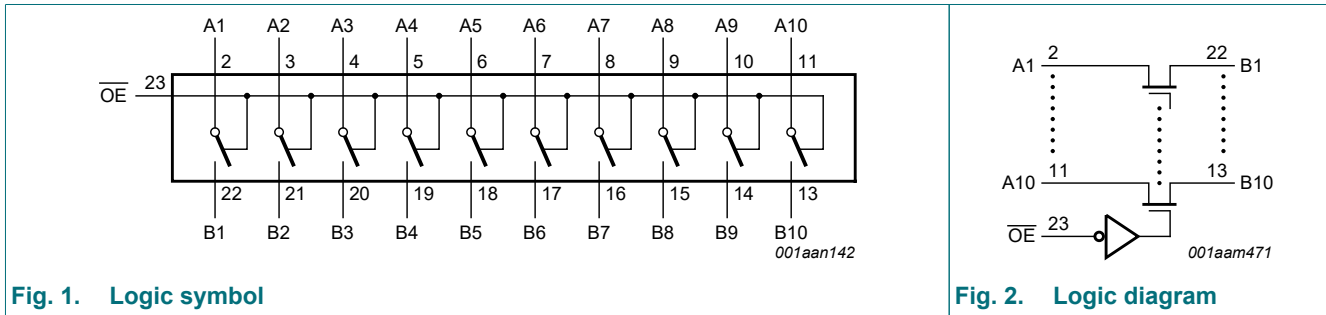 A1 A2 A3 A4 A5 A6 A7 A8 A9 A10
2 3 4 5 6 7 8 9 10 11
23
OE
22 21 20 19 18 17 16 15 14 13
B1 B2 B3 B4 B5 B6 B7 B8 B9 B10
001aan142
Fig. 1. Logic symbol
A1 2 22 B1
A10 11 13 B10
OE 23
001aam471
Fig. 2. Logic diagram